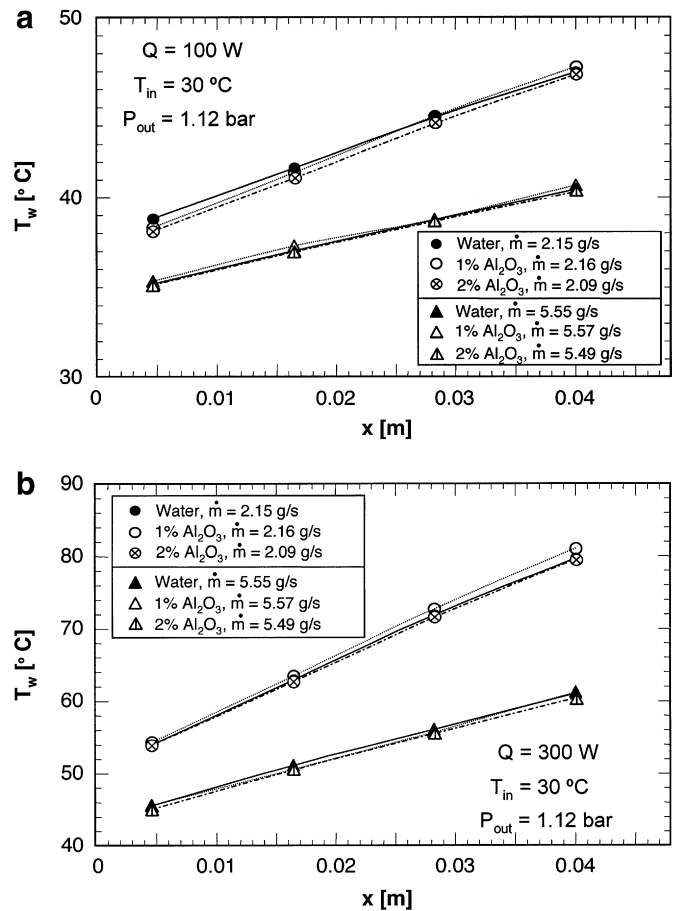 a
50
40
30
T_w [° C]
Q = 100 W
T_in = 30 ºC
P_out = 1.12 bar
Water, ṁ = 2.15 g/s
1% Al₂O₃, ṁ = 2.16 g/s
2% Al₂O₃, ṁ = 2.09 g/s
Water, ṁ = 5.55 g/s
1% Al₂O₃, ṁ = 5.57 g/s
2% Al₂O₃, ṁ = 5.49 g/s
0 0.01 0.02 0.03 0.04
x [m]
b
90
80
70
60
50
40
T_w [° C]
Water, ṁ = 2.15 g/s
1% Al₂O₃, ṁ = 2.16 g/s
2% Al₂O₃, ṁ = 2.09 g/s
Water, ṁ = 5.55 g/s
1% Al₂O₃, ṁ = 5.57 g/s
2% Al₂O₃, ṁ = 5.49 g/s
Q = 300 W
T_in = 30 ºC
P_out = 1.12 bar
0 0.01 0.02 0.03 0.04
x [m]